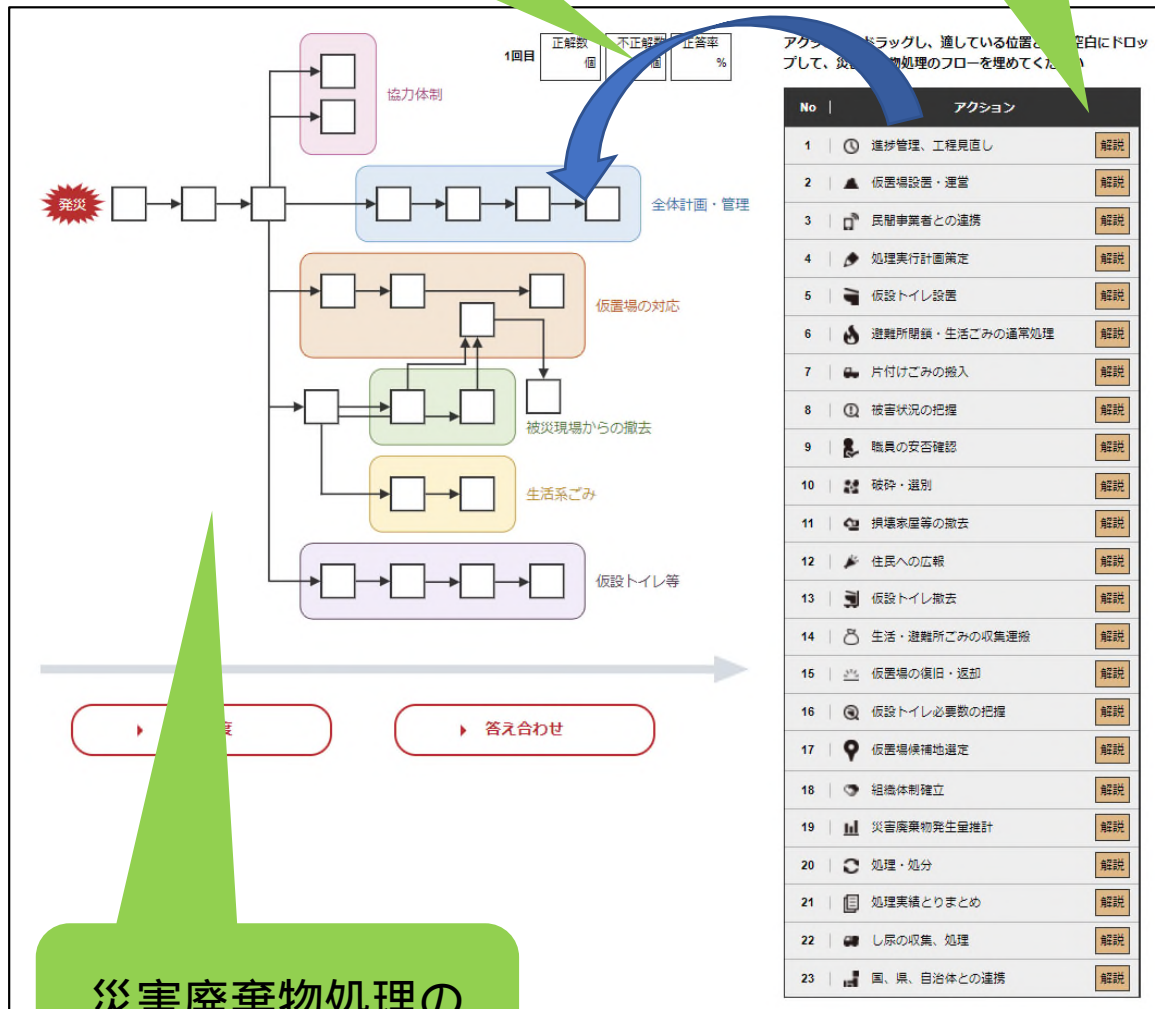 1回目
正解数
個
不正解数
個
正答率
%
協力体制
発災
全体計画・管理
仮置場の対応
被災現場からの撤去
生活系ごみ
仮設トイレ等
度
答え合わせ
災害廃棄物処理の
アク ドラッグし、適している位置と 空白にドロッ
プして、災害 物処理のフローを埋めてください
No | アクション
1 進捗管理、工程見直し 解説
2 仮置場設置・運営 解説
3 民間事業者との連携 解説
4 処理実行計画策定 解説
5 仮設トイレ設置 解説
6 避難所閉鎖・生活ごみの通常処理 解説
7 片付けごみの搬入 解説
8 被害状況の把握 解説
9 職員の安否確認 解説
10 破砕・選別 解説
11 損壊家屋等の撤去 解説
12 住民への広報 解説
13 仮設トイレ撤去 解説
14 生活・避難所ごみの収集運搬 解説
15 仮置場の復旧・返却 解説
16 仮設トイレ必要数の把握 解説
17 仮置場候補地選定 解説
18 組織体制確立 解説
19 災害廃棄物発生量推計 解説
20 処理・処分 解説
21 処理実績とりまとめ 解説
22 し尿の収集、処理 解説
23 国、県、自治体との連携 解説